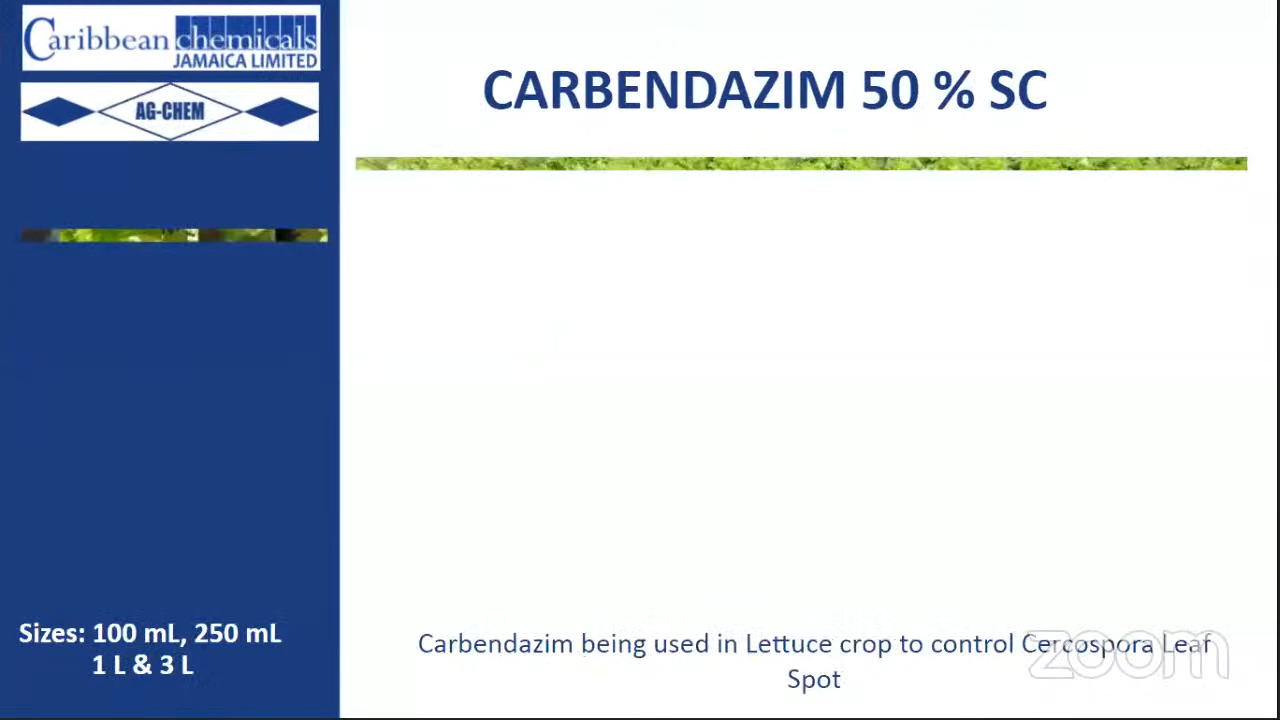 Caribbean chemicals
JAMAICA LIMITED
AG-CHEM
CARBENDAZIM 50 % SC
Sizes: 100 mL, 250 mL
1 L & 3 L
Carbendazim being used in Lettuce crop to control Cercospora Leaf
Spot
zoom